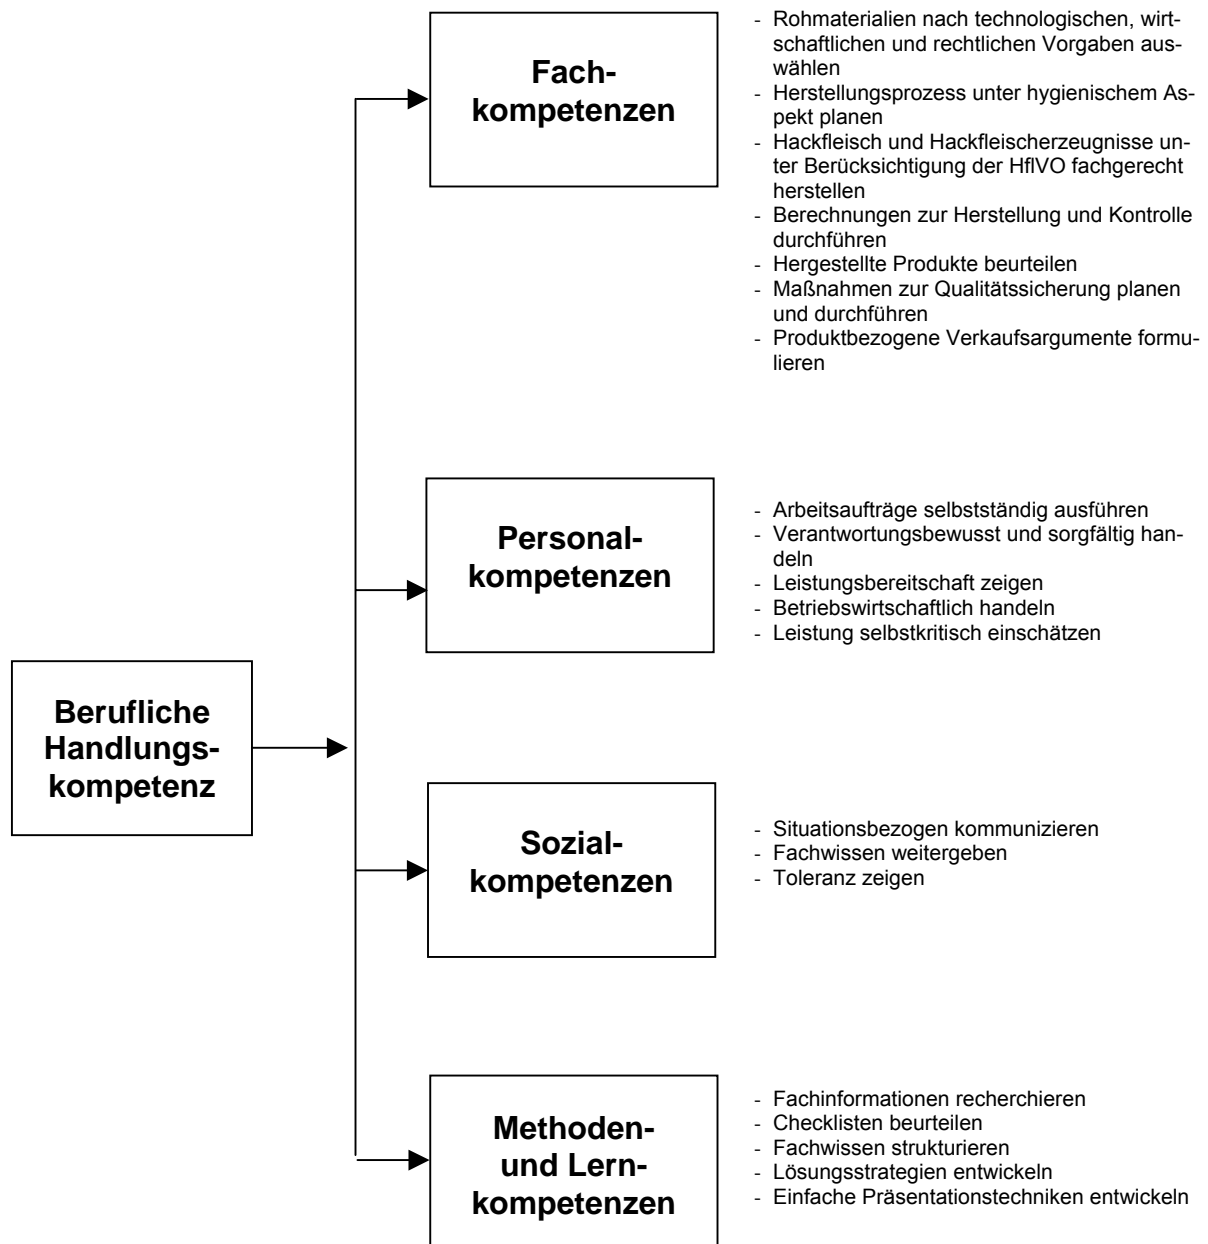 - Rohmaterialien nach technologischen, wirt-
schaftlichen und rechtlichen Vorgaben aus-
wählen
- Herstellungsprozess unter hygienischem As-
pekt planen
- Hackfleisch und Hackfleischerzeugnisse un-
ter Berücksichtigung der HflVO fachgerecht
herstellen
- Berechnungen zur Herstellung und Kontrolle
durchführen
- Hergestellte Produkte beurteilen
- Maßnahmen zur Qualitätssicherung planen
und durchführen
- Produktbezogene Verkaufsargumente formu-
lieren
Fach-
kompetenzen
Personal-
kompetenzen
- Arbeitsaufträge selbstständig ausführen
- Verantwortungsbewusst und sorgfältig han-
deln
- Leistungsbereitschaft zeigen
- Betriebswirtschaftlich handeln
- Leistung selbstkritisch einschätzen
Berufliche
Handlungs-
kompetenz
Sozial-
kompetenzen
- Situationsbezogen kommunizieren
- Fachwissen weitergeben
- Toleranz zeigen
Methoden-
und Lern-
kompetenzen
- Fachinformationen recherchieren
- Checklisten beurteilen
- Fachwissen strukturieren
- Lösungsstrategien entwickeln
- Einfache Präsentationstechniken entwickeln